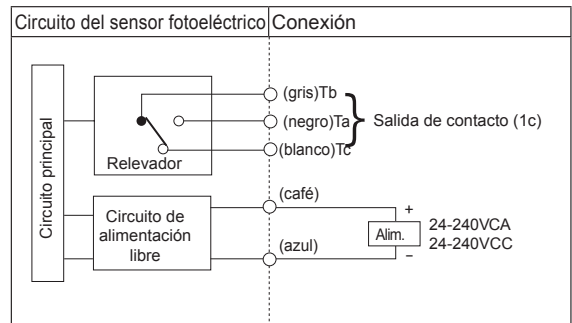 Circuito del sensor fotoeléctrico
Conexión
Circuito principal
Relevador
(gris)Tb
(negro)Ta
(blanco)Tc
Salida de contacto (1c)
Circuito de
alimentación
libre
(café)
(azul)
+
Alim.
−
24-240VCA
24-240VCC